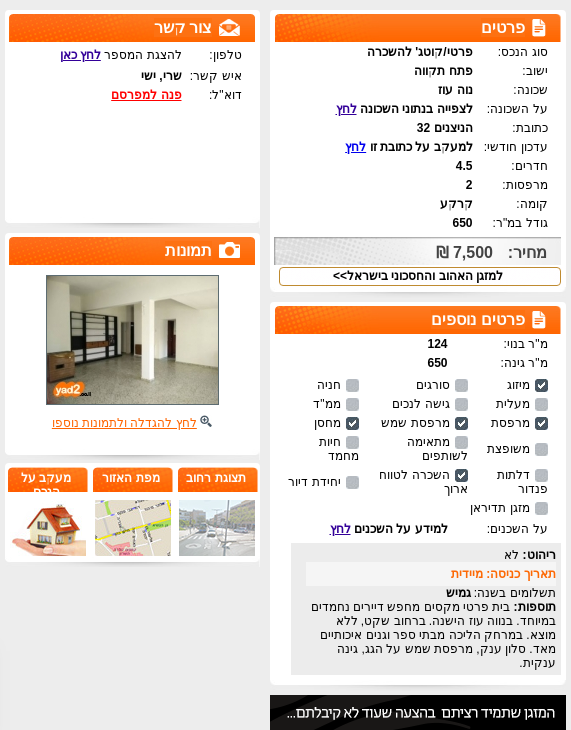 פרטים
סוג הנכס: פרטי/קוטג' להשכרה
ישוב: פתח תקווה
שכונה: נוה עוז
על השכונה: לצפייה בנתוני השכונה לחץ
כתובת: הניצנים 32
עדכון חודשי: למעקב על כתובת זו לחץ
חדרים: 4.5
מרפסות: 2
קומה: קרקע
גודל במ"ר: 650
מחיר: 7,500 ₪
למזגן האהוב והחסכוני בישראל>>
פרטים נוספים
מ"ר בנוי: 124
מ"ר גינה: 650
מיזוג סורגים חניה
מעלית גישה לנכים ממ"ד
מרפסת מרפסת שמש מחסן
משופצת מתאימה לשותפים חיות מחמד
דלתות פנדור השכרה לטווח ארוך יחידת דיור
מזגן תדיראן
על השכנים: למידע על השכנים לחץ
ריהוט: לא
תאריך כניסה: מיידית
תשלומים בשנה: גמיש
תוספות: בית פרטי מקסים מחפש דיירים נחמדים
במיוחד. בנווה עוז הישנה. ברחוב שקט, ללא
מוצא. במרחק הליכה מבתי ספר וגנים איכותיים
מאד. סלון ענק, מרפסת שמש על הגג, גינה
ענקית.
המזגן שתמיד רציתם בהצעה שעוד לא קיבלתם...
צור קשר
טלפון: להצגת המספר לחץ כאן
איש קשר: שרי, ישי
דוא"ל: פנה למפרסם
תמונות
yad2.co.il
לחץ להגדלה ולתמונות נוספו
תצוגת רחוב
מפת האזור
מעקב על
הנכס